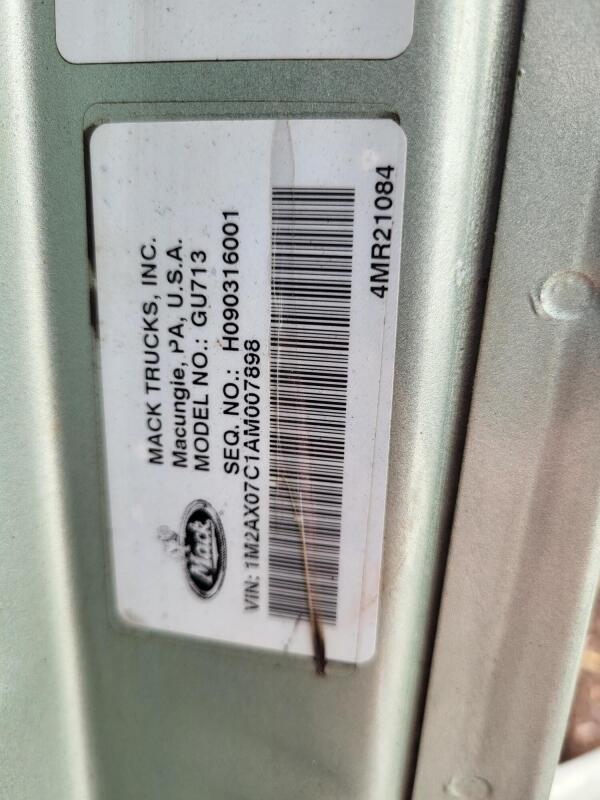 MACK TRUCKS, INC.
Macungie, PA, U.S.A.
MODEL NO.: GU713
SEQ. NO.: H090316001
Mack
®
VIN: 1M2AX07C1AM007898
4MR21084